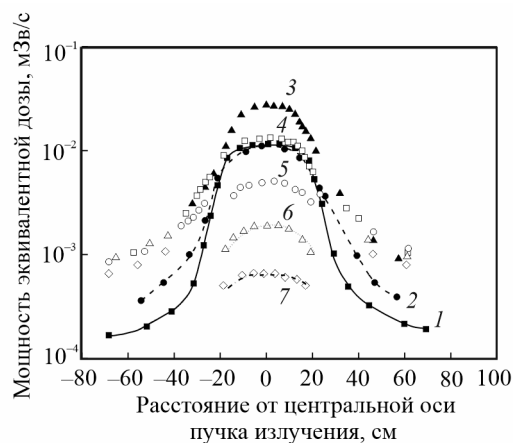 Мощность эквивалентной дозы, мЗв/с
10⁻¹
10⁻²
10⁻³
10⁻⁴
3
4
5
6
7
2
1
–80 –60 –40 –20 0 20 40 60 80 100
Расстояние от центральной оси
пучка излучения, см